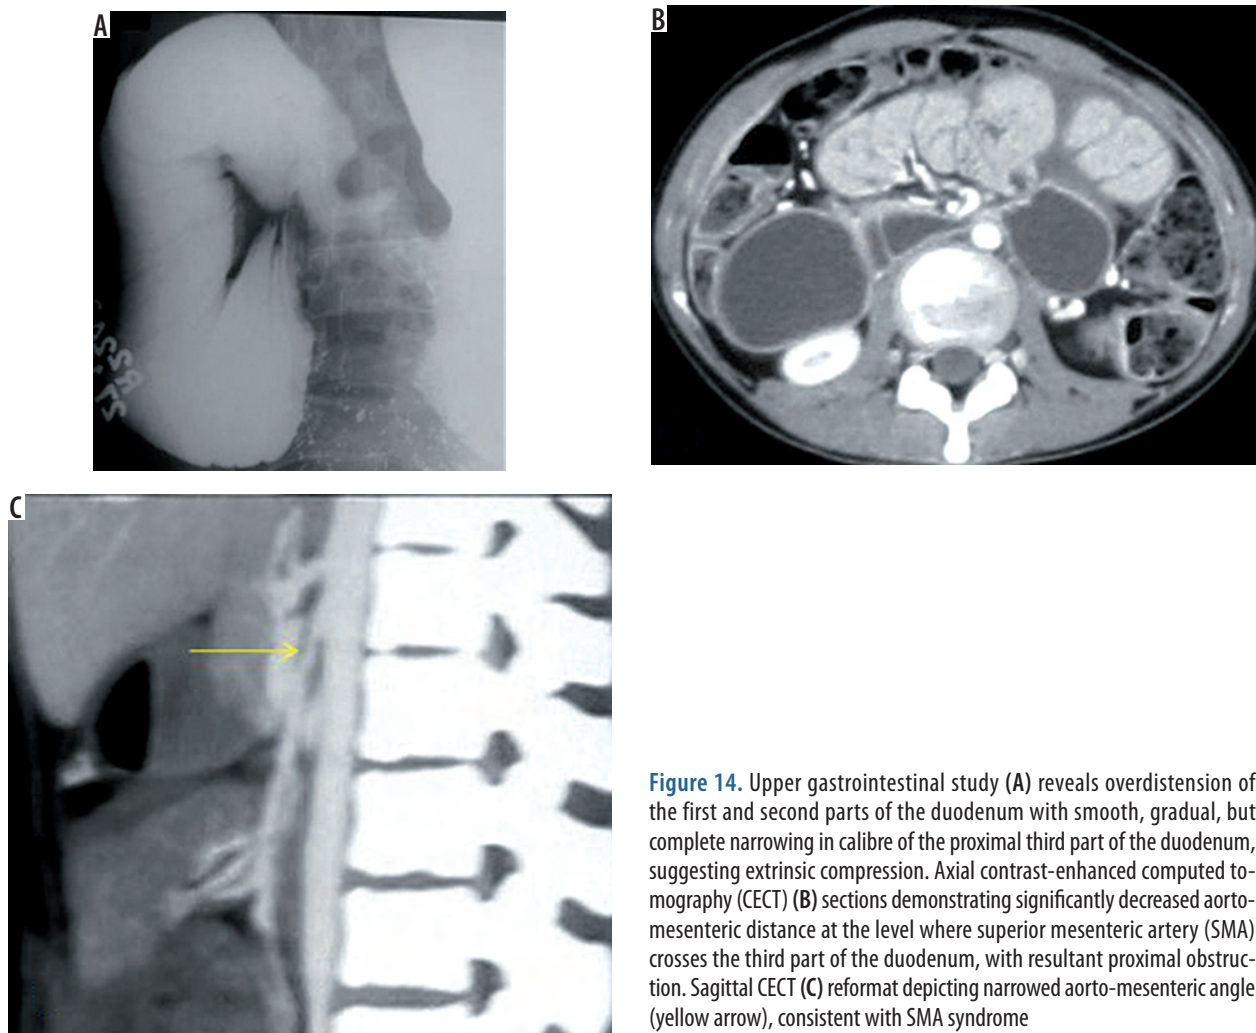 A
B
C
Figure 14. Upper gastrointestinal study (A) reveals overdistension of
the first and second parts of the duodenum with smooth, gradual, but
complete narrowing in calibre of the proximal third part of the duodenum,
suggesting extrinsic compression. Axial contrast-enhanced computed to-
mography (CECT) (B) sections demonstrating significantly decreased aorto-
mesenteric distance at the level where superior mesenteric artery (SMA)
crosses the third part of the duodenum, with resultant proximal obstruc-
tion. Sagittal CECT (C) reformat depicting narrowed aorto-mesenteric angle
(yellow arrow), consistent with SMA syndrome